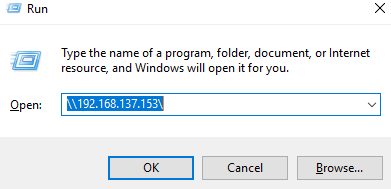 Run
Type the name of a program, folder, document, or Internet
resource, and Windows will open it for you.
Open: \\192.168.137.153\
OK Cancel Browse...